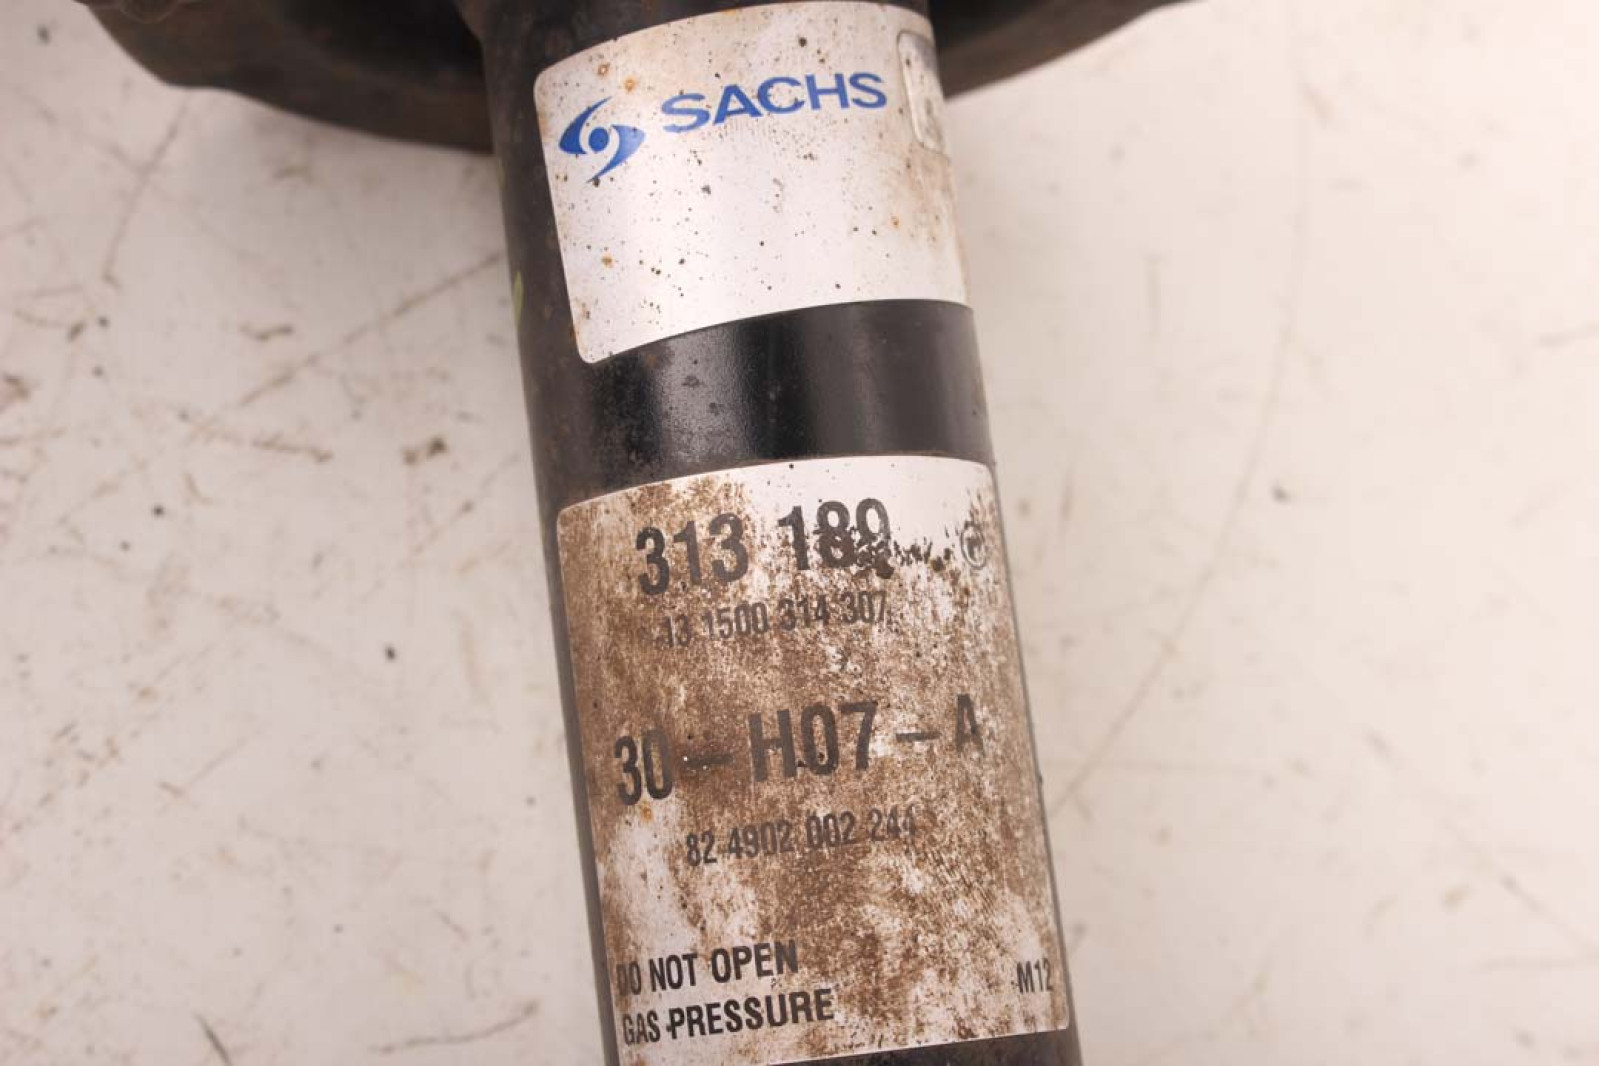 SACHS
313 189
13 1500 314 307
30-H07-A
82 4902 002 244
DO NOT OPEN
GAS PRESSURE
M12